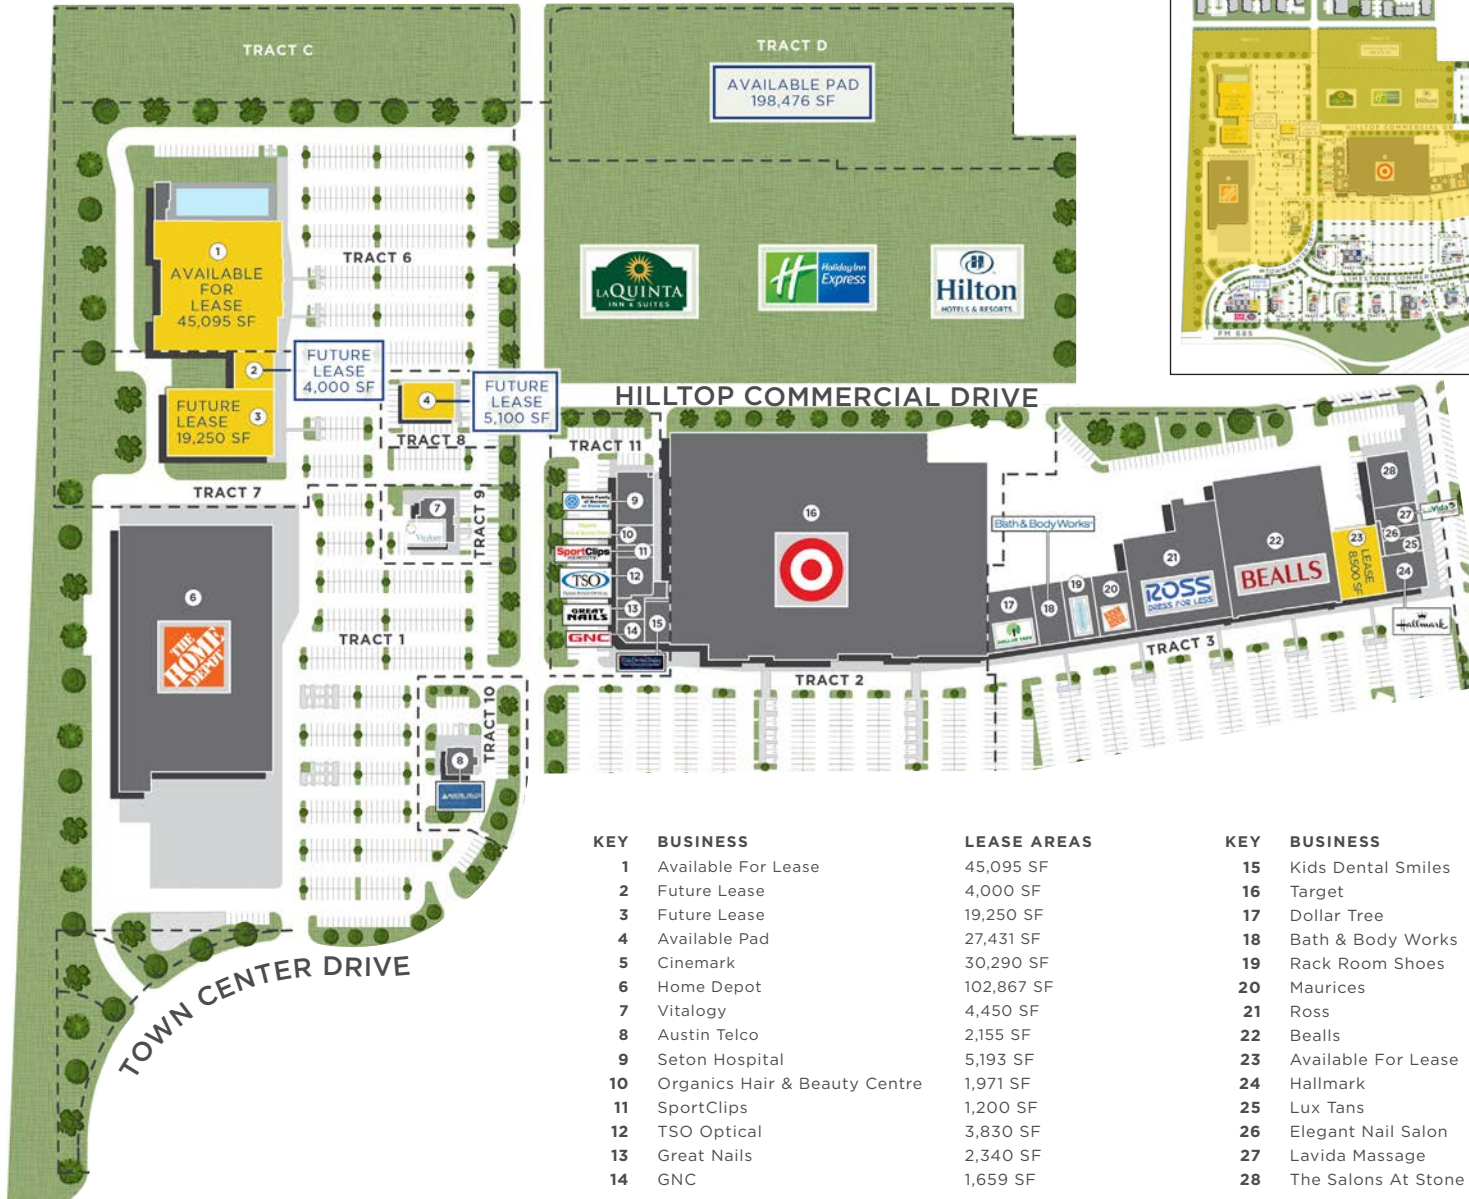 TRACT C
TRACT D
AVAILABLE PAD
198,476 SF
1
AVAILABLE
FOR
LEASE
45,095 SF
TRACT 6
LAQUINTA
INN & SUITES
Holiday Inn
Express
Hilton
HOTELS & RESORTS
2
FUTURE
LEASE
4,000 SF
FUTURE
LEASE
19,250 SF
3
4
FUTURE
LEASE
5,100 SF
TRACT 8
HILLTOP COMMERCIAL DRIVE
TRACT 7
TRACT 9
7
TRACT 11
9
10
SportClips
HAIRCUTS
11
TSO
12
GREAT
NAILS
13
GNC
14
15
16
6
THE
HOME
DEPOT
TRACT 1
TRACT 10
8
TRACT 2
Bath & Body Works
17
DOLLAR TREE
18
19
20
21
ROSS
DRESS FOR LESS
22
BEALLS
23
LEASE
8,500 SF
28
27
LaVida
26
25
24
Hallmark
TRACT 3
TOWN CENTER DRIVE
HILLTOP COMMERCIAL DR
FM 685
KEY BUSINESS LEASE AREAS
1 Available For Lease 45,095 SF
2 Future Lease 4,000 SF
3 Future Lease 19,250 SF
4 Available Pad 27,431 SF
5 Cinemark 30,290 SF
6 Home Depot 102,867 SF
7 Vitalogy 4,450 SF
8 Austin Telco 2,155 SF
9 Seton Hospital 5,193 SF
10 Organics Hair & Beauty Centre 1,971 SF
11 SportClips 1,200 SF
12 TSO Optical 3,830 SF
13 Great Nails 2,340 SF
14 GNC 1,659 SF
KEY BUSINESS
15 Kids Dental Smiles
16 Target
17 Dollar Tree
18 Bath & Body Works
19 Rack Room Shoes
20 Maurices
21 Ross
22 Bealls
23 Available For Lease
24 Hallmark
25 Lux Tans
26 Elegant Nail Salon
27 Lavida Massage
28 The Salons At Stone